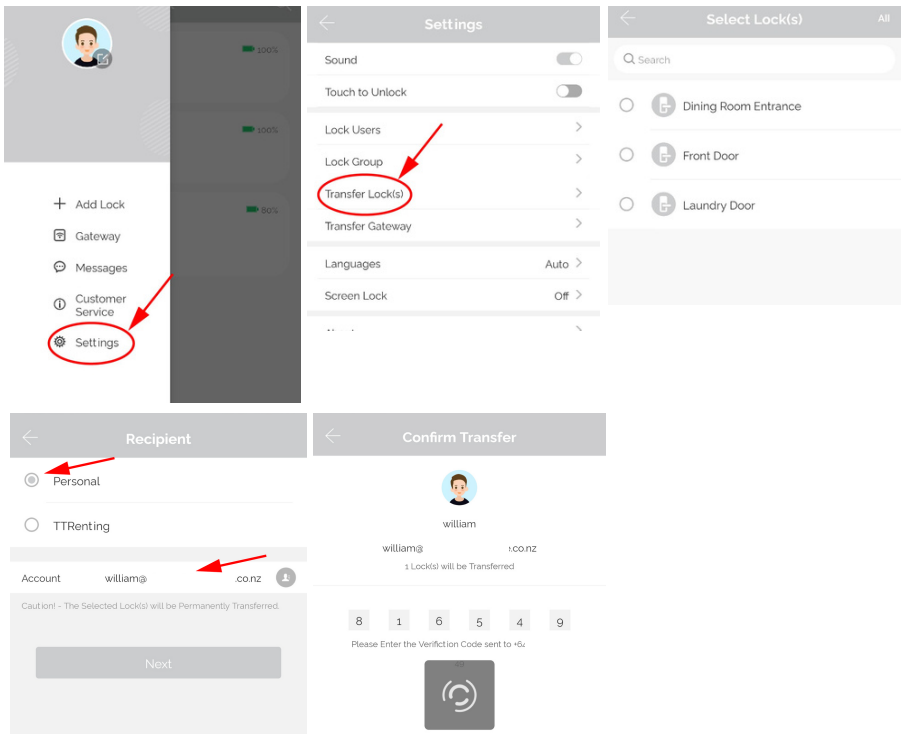 100%
100%
80%
Add Lock
Gateway
Messages
Customer
Service
Settings
Settings
Sound
Touch to Unlock
Lock Users
Lock Group
Transfer Lock(s)
Transfer Gateway
Languages Auto
Screen Lock Off
Select Lock(s) All
Search
Dining Room Entrance
Front Door
Laundry Door
Recipient
Personal
TTRenting
Account william@ .co.nz
Caution! - The Selected Lock(s) will be Permanently Transferred.
Next
Confirm Transfer
william
william@ .co.nz
1 Lock(s) will be Transferred
8 1 6 5 4 9
Please Enter the Verifiction Code sent to +64